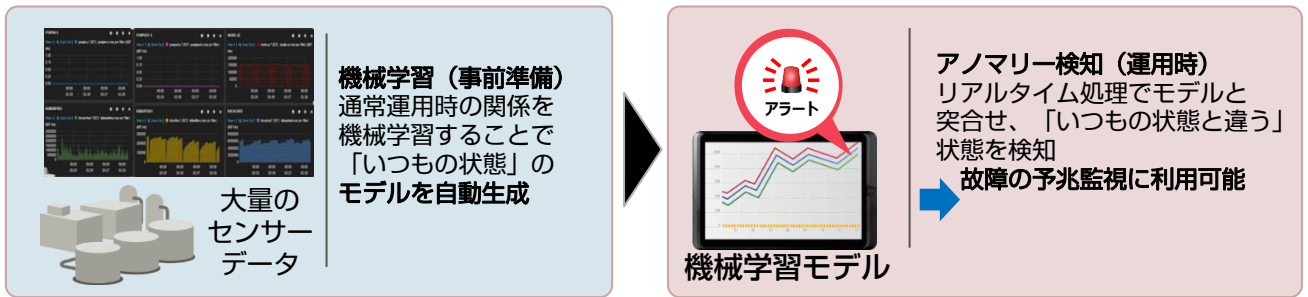 大量の
センサー
データ
機械学習（事前準備）
通常運用時の関係を
機械学習することで
「いつもの状態」の
モデルを自動生成
アラート
機械学習モデル
アノマリー検知（運用時）
リアルタイム処理でモデルと
突合せ、「いつもの状態と違う」
状態を検知
故障の予兆監視に利用可能